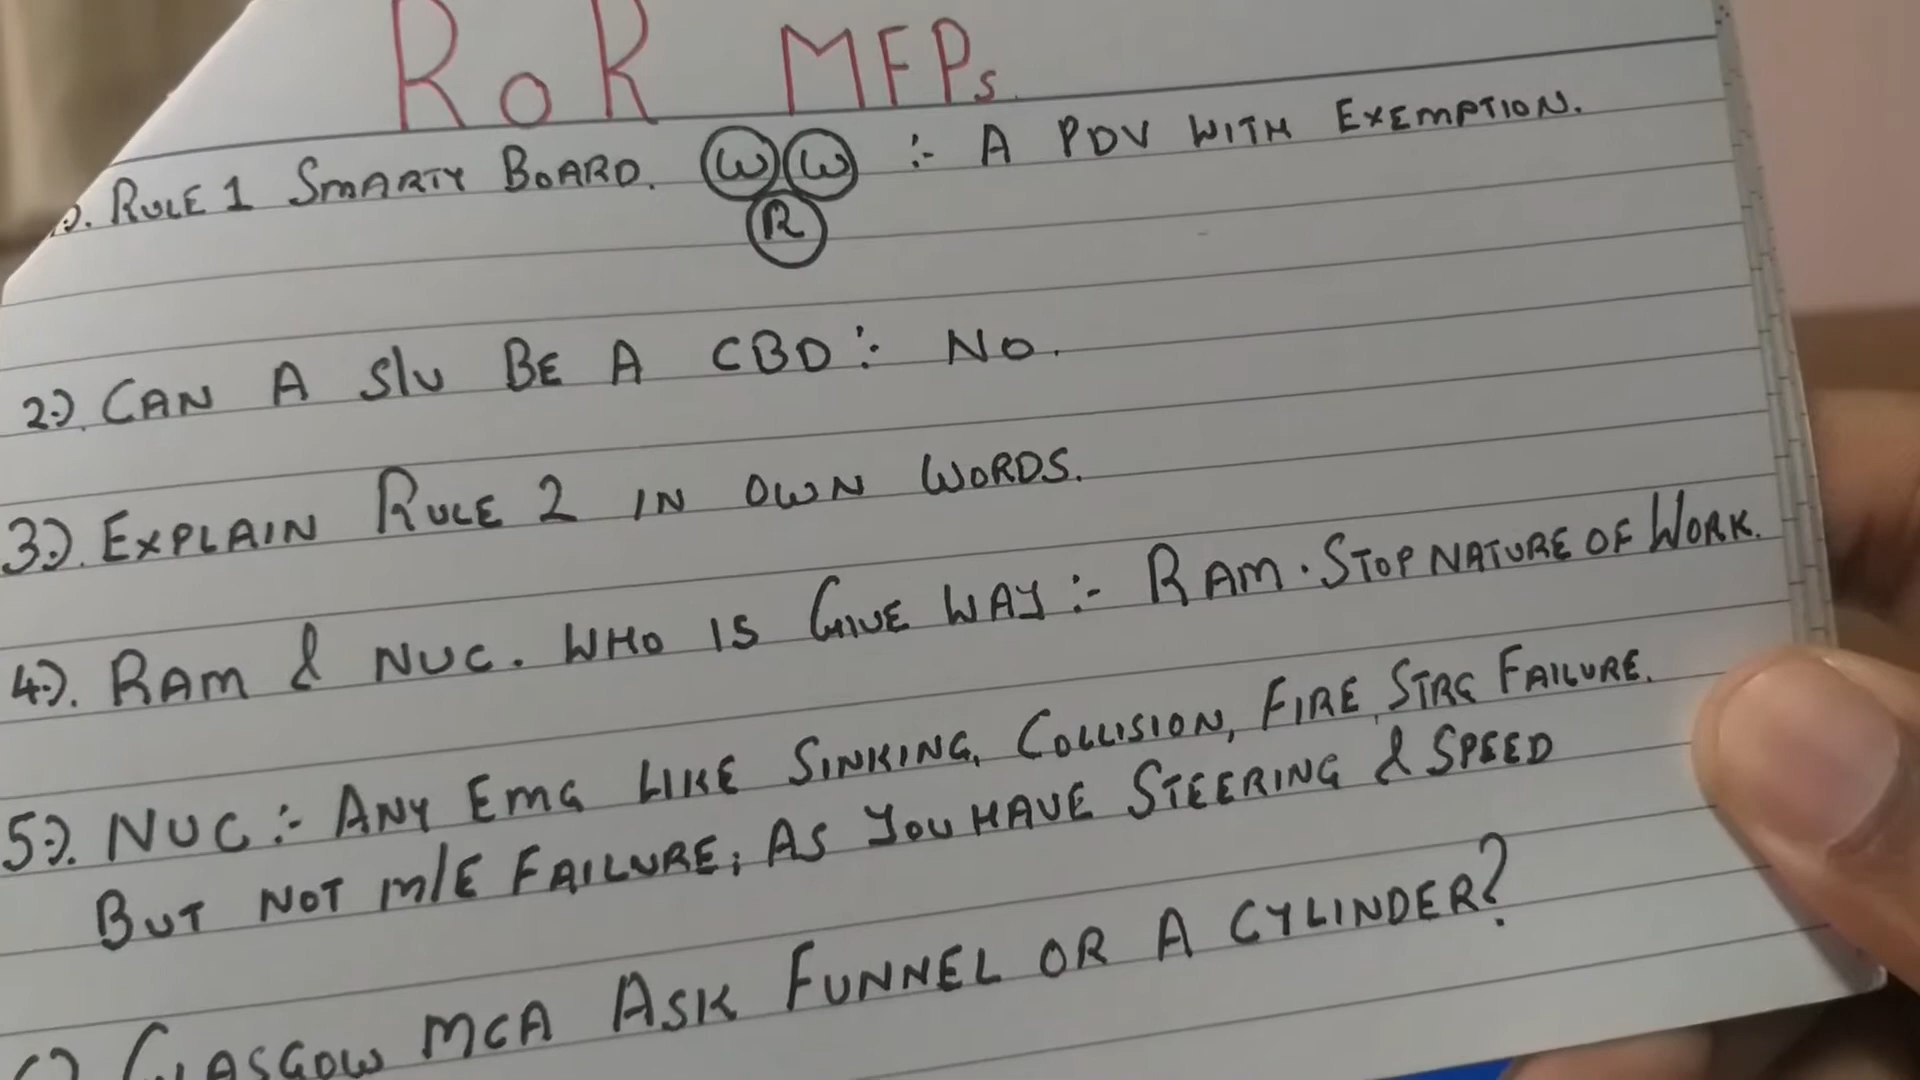 RoR MFPs.
). RULE 1 SMARTY BOARD. W W :- A PDV WITH EXEMPTION.
R
2:). CAN A S/V BE A CBD :- NO.
3:). EXPLAIN RULE 2 IN OWN WORDS.
4:). RAM & NUC. WHO IS GIVE WAY :- RAM. STOP NATURE OF WORK.
5:). NUC :- ANY EMG LIKE SINKING, COLLISION, FIRE, STRG FAILURE.
BUT NOT M/E FAILURE, AS YOU HAVE STEERING & SPEED
GLASGOW MCA ASK FUNNEL OR A CYLINDER?